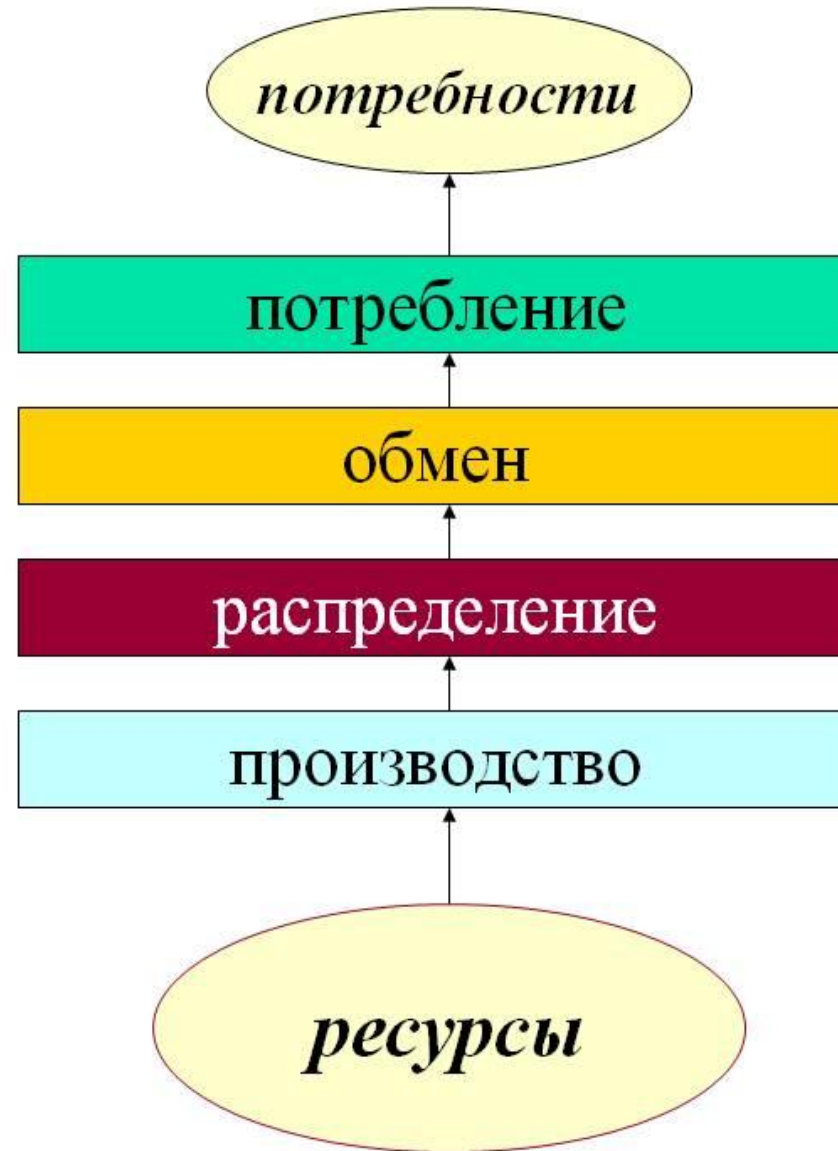 потребности
потребление
обмен
распределение
производство
ресурсы